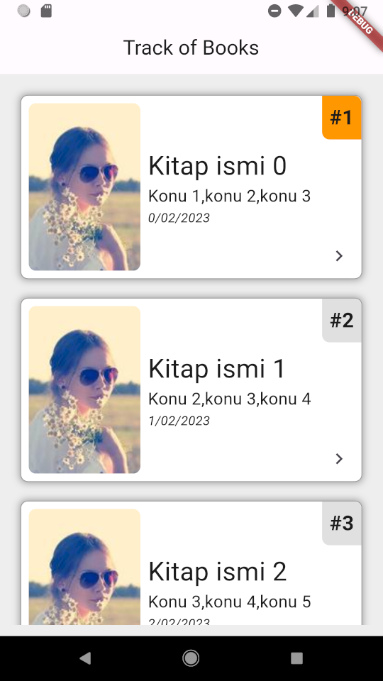 9:07
DEBUG
Track of Books
#1
Kitap ismi 0
Konu 1,konu 2,konu 3
0/02/2023
#2
Kitap ismi 1
Konu 2,konu 3,konu 4
1/02/2023
#3
Kitap ismi 2
Konu 3,konu 4,konu 5
2/02/2023